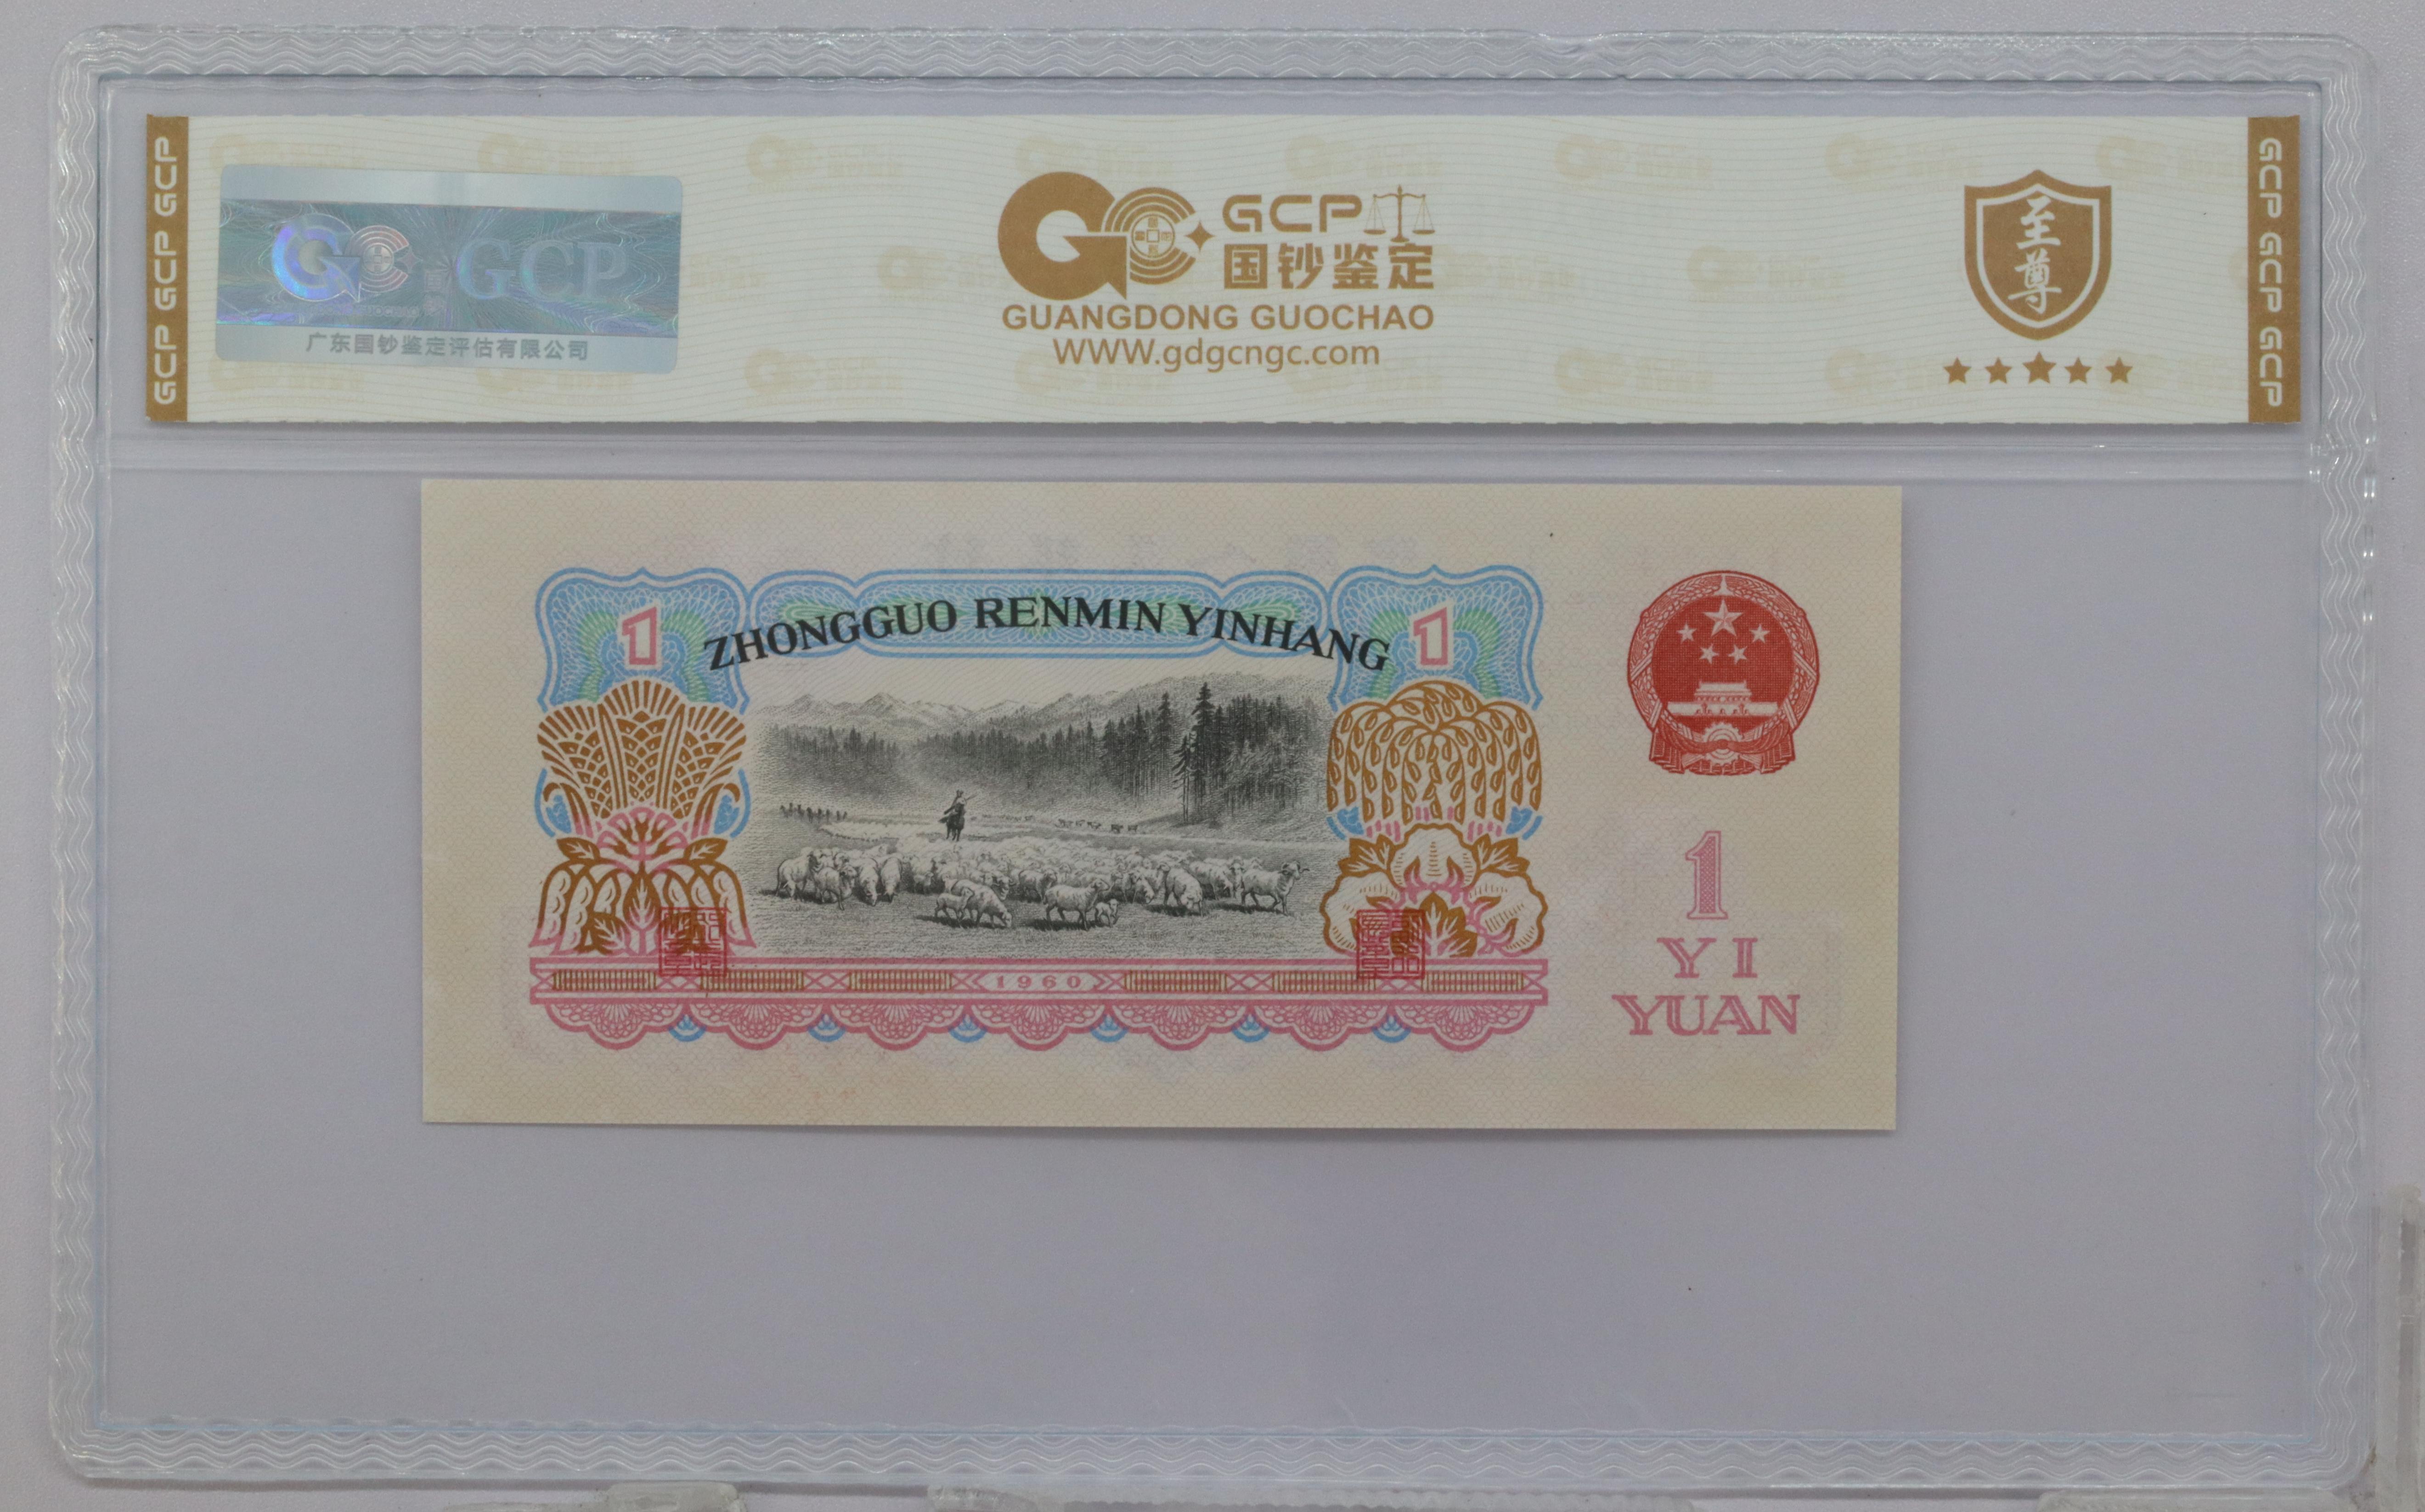 GCP GCP GCP
GCP
广东国钞鉴定评估有限公司
GCP
国钞鉴定
GUANGDONG GUOCHAO
WWW.gdgcngc.com
至尊
GCP GCP GCP
1
ZHONGGUO RENMIN YINHANG
1
1960
1
YI
YUAN